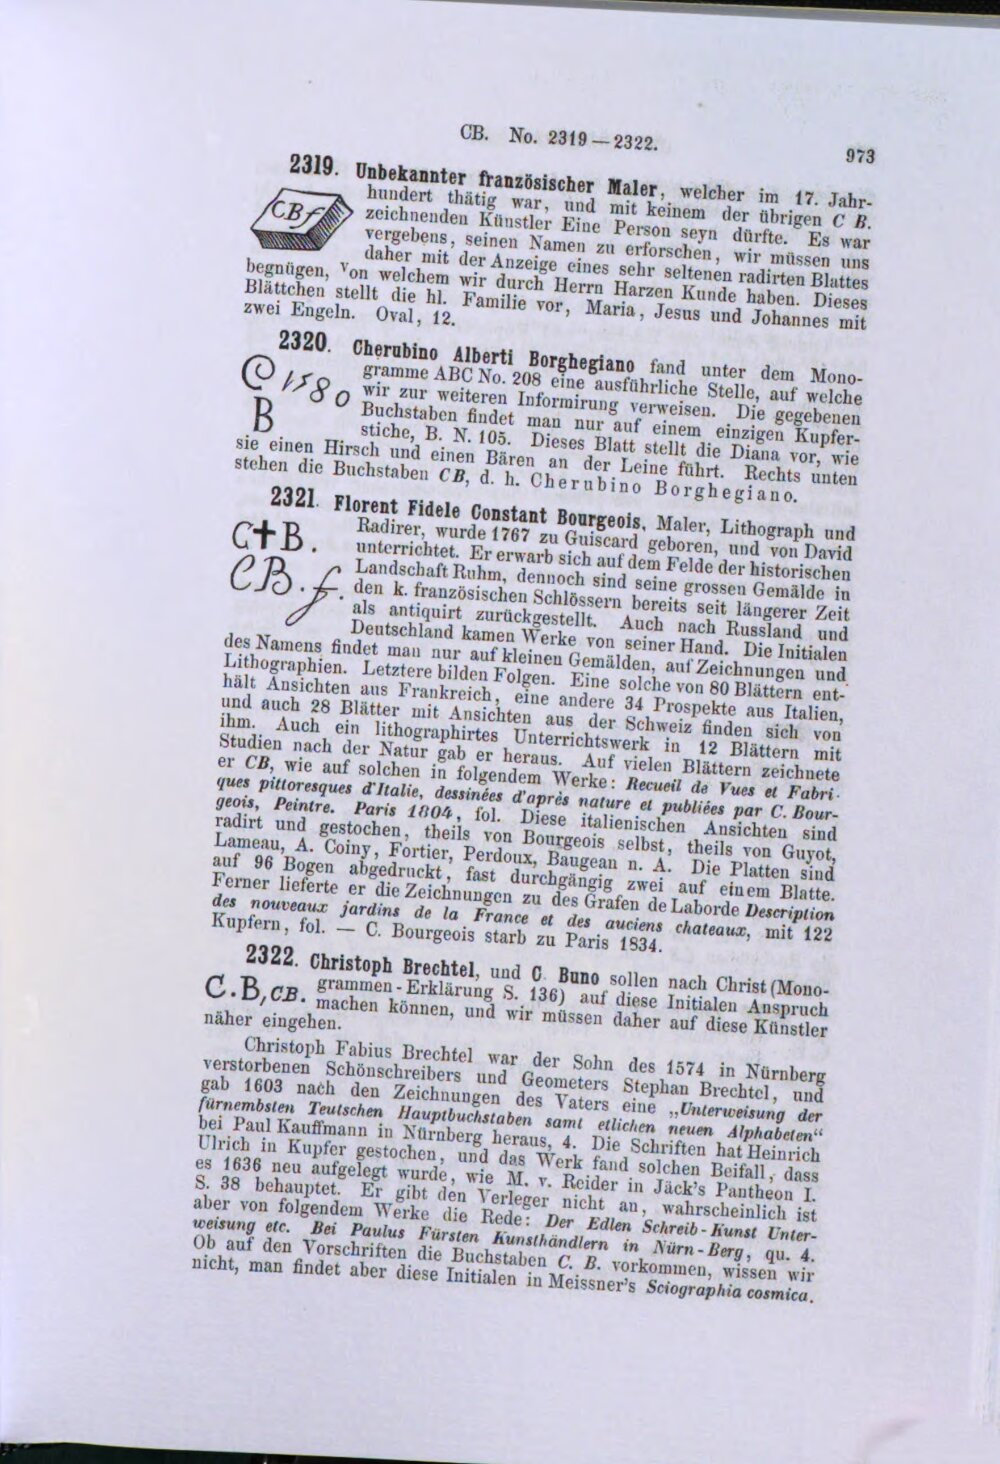 CB. No. 2319 — 2322.
973
2319. Unbekannter französischer Maler, welcher im 17. Jahr-
hundert thätig war, und mit keinem der übrigen C B.
CBf
zeichnenden Künstler Eine Person seyn dürfte. Es war
vergebens, seinen Namen zu erforschen, wir müssen uns
daher mit der Anzeige eines sehr seltenen radirten Blattes
begnügen, von welchem wir durch Herrn Harzen Kunde haben. Dieses
Blättchen stellt die hl. Familie vor, Maria, Jesus und Johannes mit
zwei Engeln. Oval, 12.
2320. Cherubino Alberti Borghegiano fand unter dem Mono-
gramme ABC No. 208 eine ausführliche Stelle, auf welche
C 1580
wir zur weiteren Informirung verweisen. Die gegebenen
B
Buchstaben findet man nur auf einem einzigen Kupfer-
stiche, B. N. 105. Dieses Blatt stellt die Diana vor, wie
sie einen Hirsch und einen Bären an der Leine führt. Rechts unten
stehen die Buchstaben CB, d. h. Cherubino Borghegiano.
2321. Florent Fidele Constant Bourgeois, Maler, Lithograph und
C+B.
Radirer, wurde 1767 zu Guiscard geboren, und von David
unterrichtet. Er erwarb sich auf dem Felde der historischen
CB.f.
Landschaft Ruhm, dennoch sind seine grossen Gemälde in
den k. französischen Schlössern bereits seit längerer Zeit
als antiquirt zurückgestellt. Auch nach Russland und
Deutschland kamen Werke von seiner Hand. Die Initialen
des Namens findet man nur auf kleinen Gemälden, auf Zeichnungen und
Lithographien. Letztere bilden Folgen. Eine solche von 80 Blättern ent-
hält Ansichten aus Frankreich, eine andere 34 Prospekte aus Italien,
und auch 28 Blätter mit Ansichten aus der Schweiz finden sich von
ihm. Auch ein lithographirtes Unterrichtswerk in 12 Blättern mit
Studien nach der Natur gab er heraus. Auf vielen Blättern zeichnete
er CB, wie auf solchen in folgendem Werke: Recueil de Vues et Fabri-
ques pittoresques d'Italie, dessinées d'après nature et publiées par C. Bour-
geois, Peintre. Paris 1804, fol. Diese italienischen Ansichten sind
radirt und gestochen, theils von Bourgeois selbst, theils von Guyot,
Lameau, A. Coiny, Fortier, Perdoux, Baugean n. A. Die Platten sind
auf 96 Bogen abgedruckt, fast durchgängig zwei auf einem Blatte.
Ferner lieferte er die Zeichnungen zu des Grafen de Laborde Description
des nouveaux jardins de la France et des auciens chateaux, mit 122
Kupfern, fol. — C. Bourgeois starb zu Paris 1834.
2322. Christoph Brechtel, und C. Buno sollen nach Christ (Mono-
C.B, CB.
grammen-Erklärung S. 136) auf diese Initialen Anspruch
machen können, und wir müssen daher auf diese Künstler
näher eingehen.
Christoph Fabius Brechtel war der Sohn des 1574 in Nürnberg
verstorbenen Schönschreibers und Geometers Stephan Brechtel, und
gab 1603 nach den Zeichnungen des Vaters eine „Unterweisung der
fürnembsten Teutschen Hauptbuchstaben samt etlichen neuen Alphabeten“
bei Paul Kauffmann in Nürnberg heraus, 4. Die Schriften hat Heinrich
Ulrich in Kupfer gestochen, und das Werk fand solchen Beifall, dass
es 1636 neu aufgelegt wurde, wie M. v. Reider in Jäck's Pantheon I.
S. 38 behauptet. Er gibt den Verleger nicht an, wahrscheinlich ist
aber von folgendem Werke die Rede: Der Edlen Schreib-Kunst Unter-
weisung etc. Bei Paulus Fürsten Kunsthändlern in Nürn-Berg, qu. 4.
Ob auf den Vorschriften die Buchstaben C. B. vorkommen, wissen wir
nicht, man findet aber diese Initialen in Meissner's Sciographia cosmica.